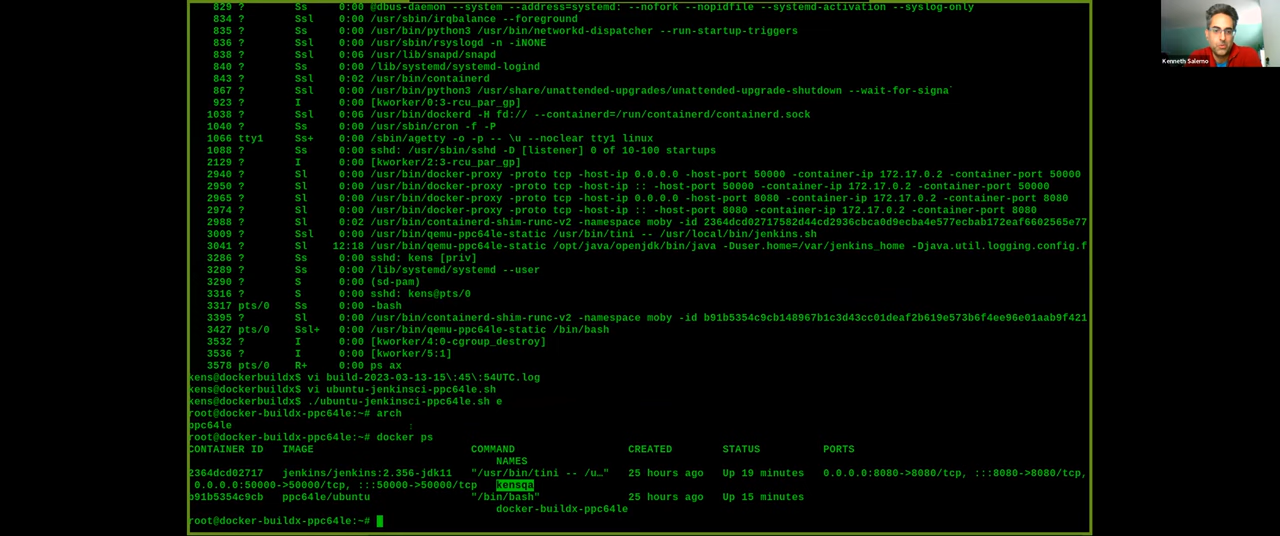 829 ?        Ss     0:00 @dbus-daemon --system --address=systemd: --nofork --nopidfile --systemd-activation --syslog-only
834 ?        Ssl    0:00 /usr/sbin/irqbalance --foreground
835 ?        Ss     0:00 /usr/bin/python3 /usr/bin/networkd-dispatcher --run-startup-triggers
836 ?        Ssl    0:00 /usr/sbin/rsyslogd -n -iNONE
838 ?        Ssl    0:06 /usr/lib/snapd/snapd
840 ?        Ss     0:00 /lib/systemd/systemd-logind
843 ?        Ssl    0:02 /usr/bin/containerd
867 ?        Ssl    0:00 /usr/bin/python3 /usr/share/unattended-upgrades/unattended-upgrade-shutdown --wait-for-signa
923 ?        I      0:00 [kworker/0:3-rcu_par_gp]
1038 ?        Ssl    0:06 /usr/bin/dockerd -H fd:// --containerd=/run/containerd/containerd.sock
1040 ?        Ss     0:00 /usr/sbin/cron -f -P
1066 tty1     Ss+    0:00 /sbin/agetty -o -p -- \u --noclear tty1 linux
1088 ?        Ss     0:00 sshd: /usr/sbin/sshd -D [listener] 0 of 10-100 startups
2129 ?        I      0:00 [kworker/2:3-rcu_par_gp]
2940 ?        Sl     0:00 /usr/bin/docker-proxy -proto tcp -host-ip 0.0.0.0 -host-port 50000 -container-ip 172.17.0.2 -container-port 50000
2950 ?        Sl     0:00 /usr/bin/docker-proxy -proto tcp -host-ip :: -host-port 50000 -container-ip 172.17.0.2 -container-port 50000
2965 ?        Sl     0:00 /usr/bin/docker-proxy -proto tcp -host-ip 0.0.0.0 -host-port 8080 -container-ip 172.17.0.2 -container-port 8080
2974 ?        Sl     0:00 /usr/bin/docker-proxy -proto tcp -host-ip :: -host-port 8080 -container-ip 172.17.0.2 -container-port 8080
2988 ?        Sl     0:02 /usr/bin/containerd-shim-runc-v2 -namespace moby -id 2364dcd02717582d44cd2936cbca0d9ecba4e577ecbab172eaf6602565e77
3009 ?        Ssl    0:00 /usr/bin/qemu-ppc64le-static /usr/bin/tini -- /usr/local/bin/jenkins.sh
3041 ?        Sl    12:18 /usr/bin/qemu-ppc64le-static /opt/java/openjdk/bin/java -Duser.home=/var/jenkins_home -Djava.util.logging.config.f
3286 ?        Ss     0:00 sshd: kens [priv]
3289 ?        Ss     0:00 /lib/systemd/systemd --user
3290 ?        S      0:00 (sd-pam)
3316 ?        S      0:00 sshd: kens@pts/0
3317 pts/0    Ss     0:00 -bash
3395 ?        Sl     0:00 /usr/bin/containerd-shim-runc-v2 -namespace moby -id b91b5354c9cb148967b1c3d43cc01deaf2b619e573b6f4ee96e01aab9f421
3427 pts/0    Ssl+   0:00 /usr/bin/qemu-ppc64le-static /bin/bash
3532 ?        I      0:00 [kworker/4:0-cgroup_destroy]
3536 ?        I      0:00 [kworker/5:1]
3578 pts/0    R+     0:00 ps ax
kens@dockerbuildx$ vi build-2023-03-13-15\:45\:54UTC.log
kens@dockerbuildx$ vi ubuntu-jenkinsci-ppc64le.sh
kens@dockerbuildx$ ./ubuntu-jenkinsci-ppc64le.sh e
root@docker-buildx-ppc64le:~# arch
ppc64le
root@docker-buildx-ppc64le:~# docker ps
CONTAINER ID   IMAGE                        COMMAND                  CREATED        STATUS          PORTS
NAMES
2364dcd02717   jenkins/jenkins:2.356-jdk11   "/usr/bin/tini -- /u…"   25 hours ago   Up 19 minutes   0.0.0.0:8080->8080/tcp, :::8080->8080/tcp,
0.0.0.0:50000->50000/tcp, :::50000->50000/tcp   kensqa
b91b5354c9cb   ppc64le/ubuntu   "/bin/bash"   25 hours ago   Up 15 minutes
docker-buildx-ppc64le
root@docker-buildx-ppc64le:~#
Kenneth Salerno